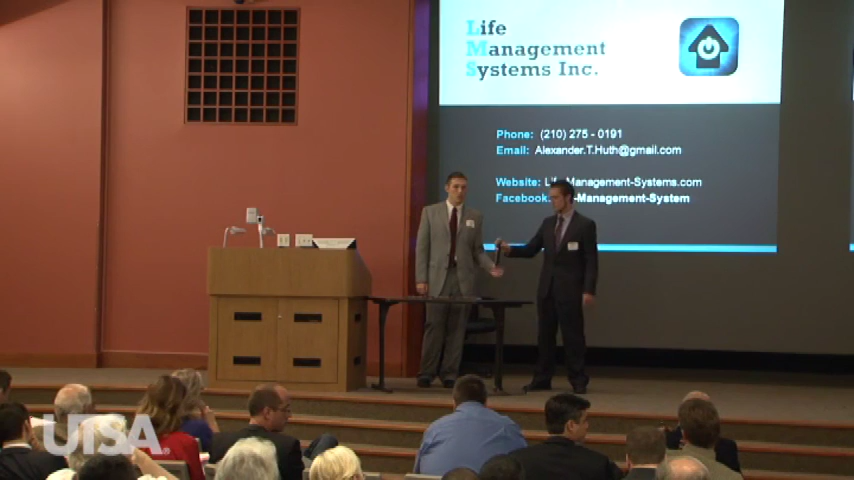 Life
Management
Systems Inc.
Phone: (210) 275 - 0191
Email: Alexander.T.Huth@gmail.com
Website: Management-Systems.com
Facebook: -Management-System
UTSA